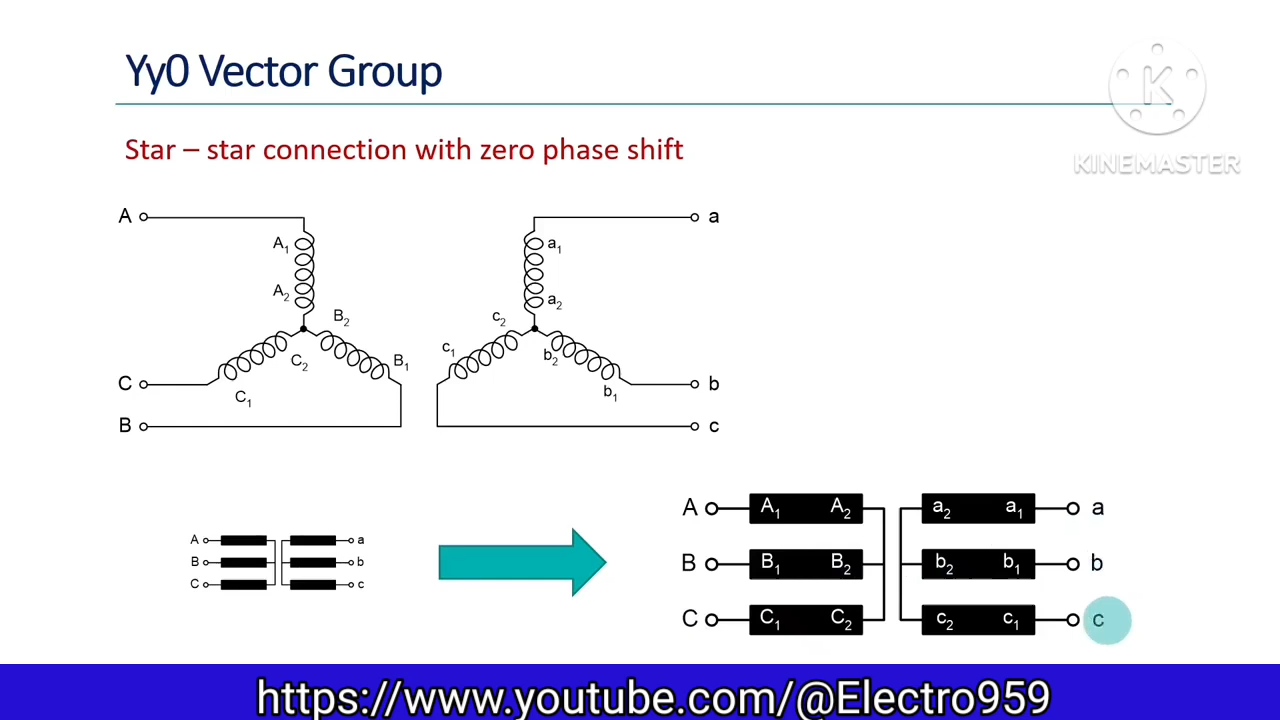 Yy0 Vector Group
K
KINEMASTER
Star – star connection with zero phase shift
A
a
A1
a1
A2
a2
B2
c2
C2
B1
c1
b2
C
b
C1
b1
B
c
A
a
B
b
C
c
A A1 A2 a2 a1 a
B B1 B2 b2 b1 b
C C1 C2 c2 c1 c
https://www.youtube.com/@Electro959